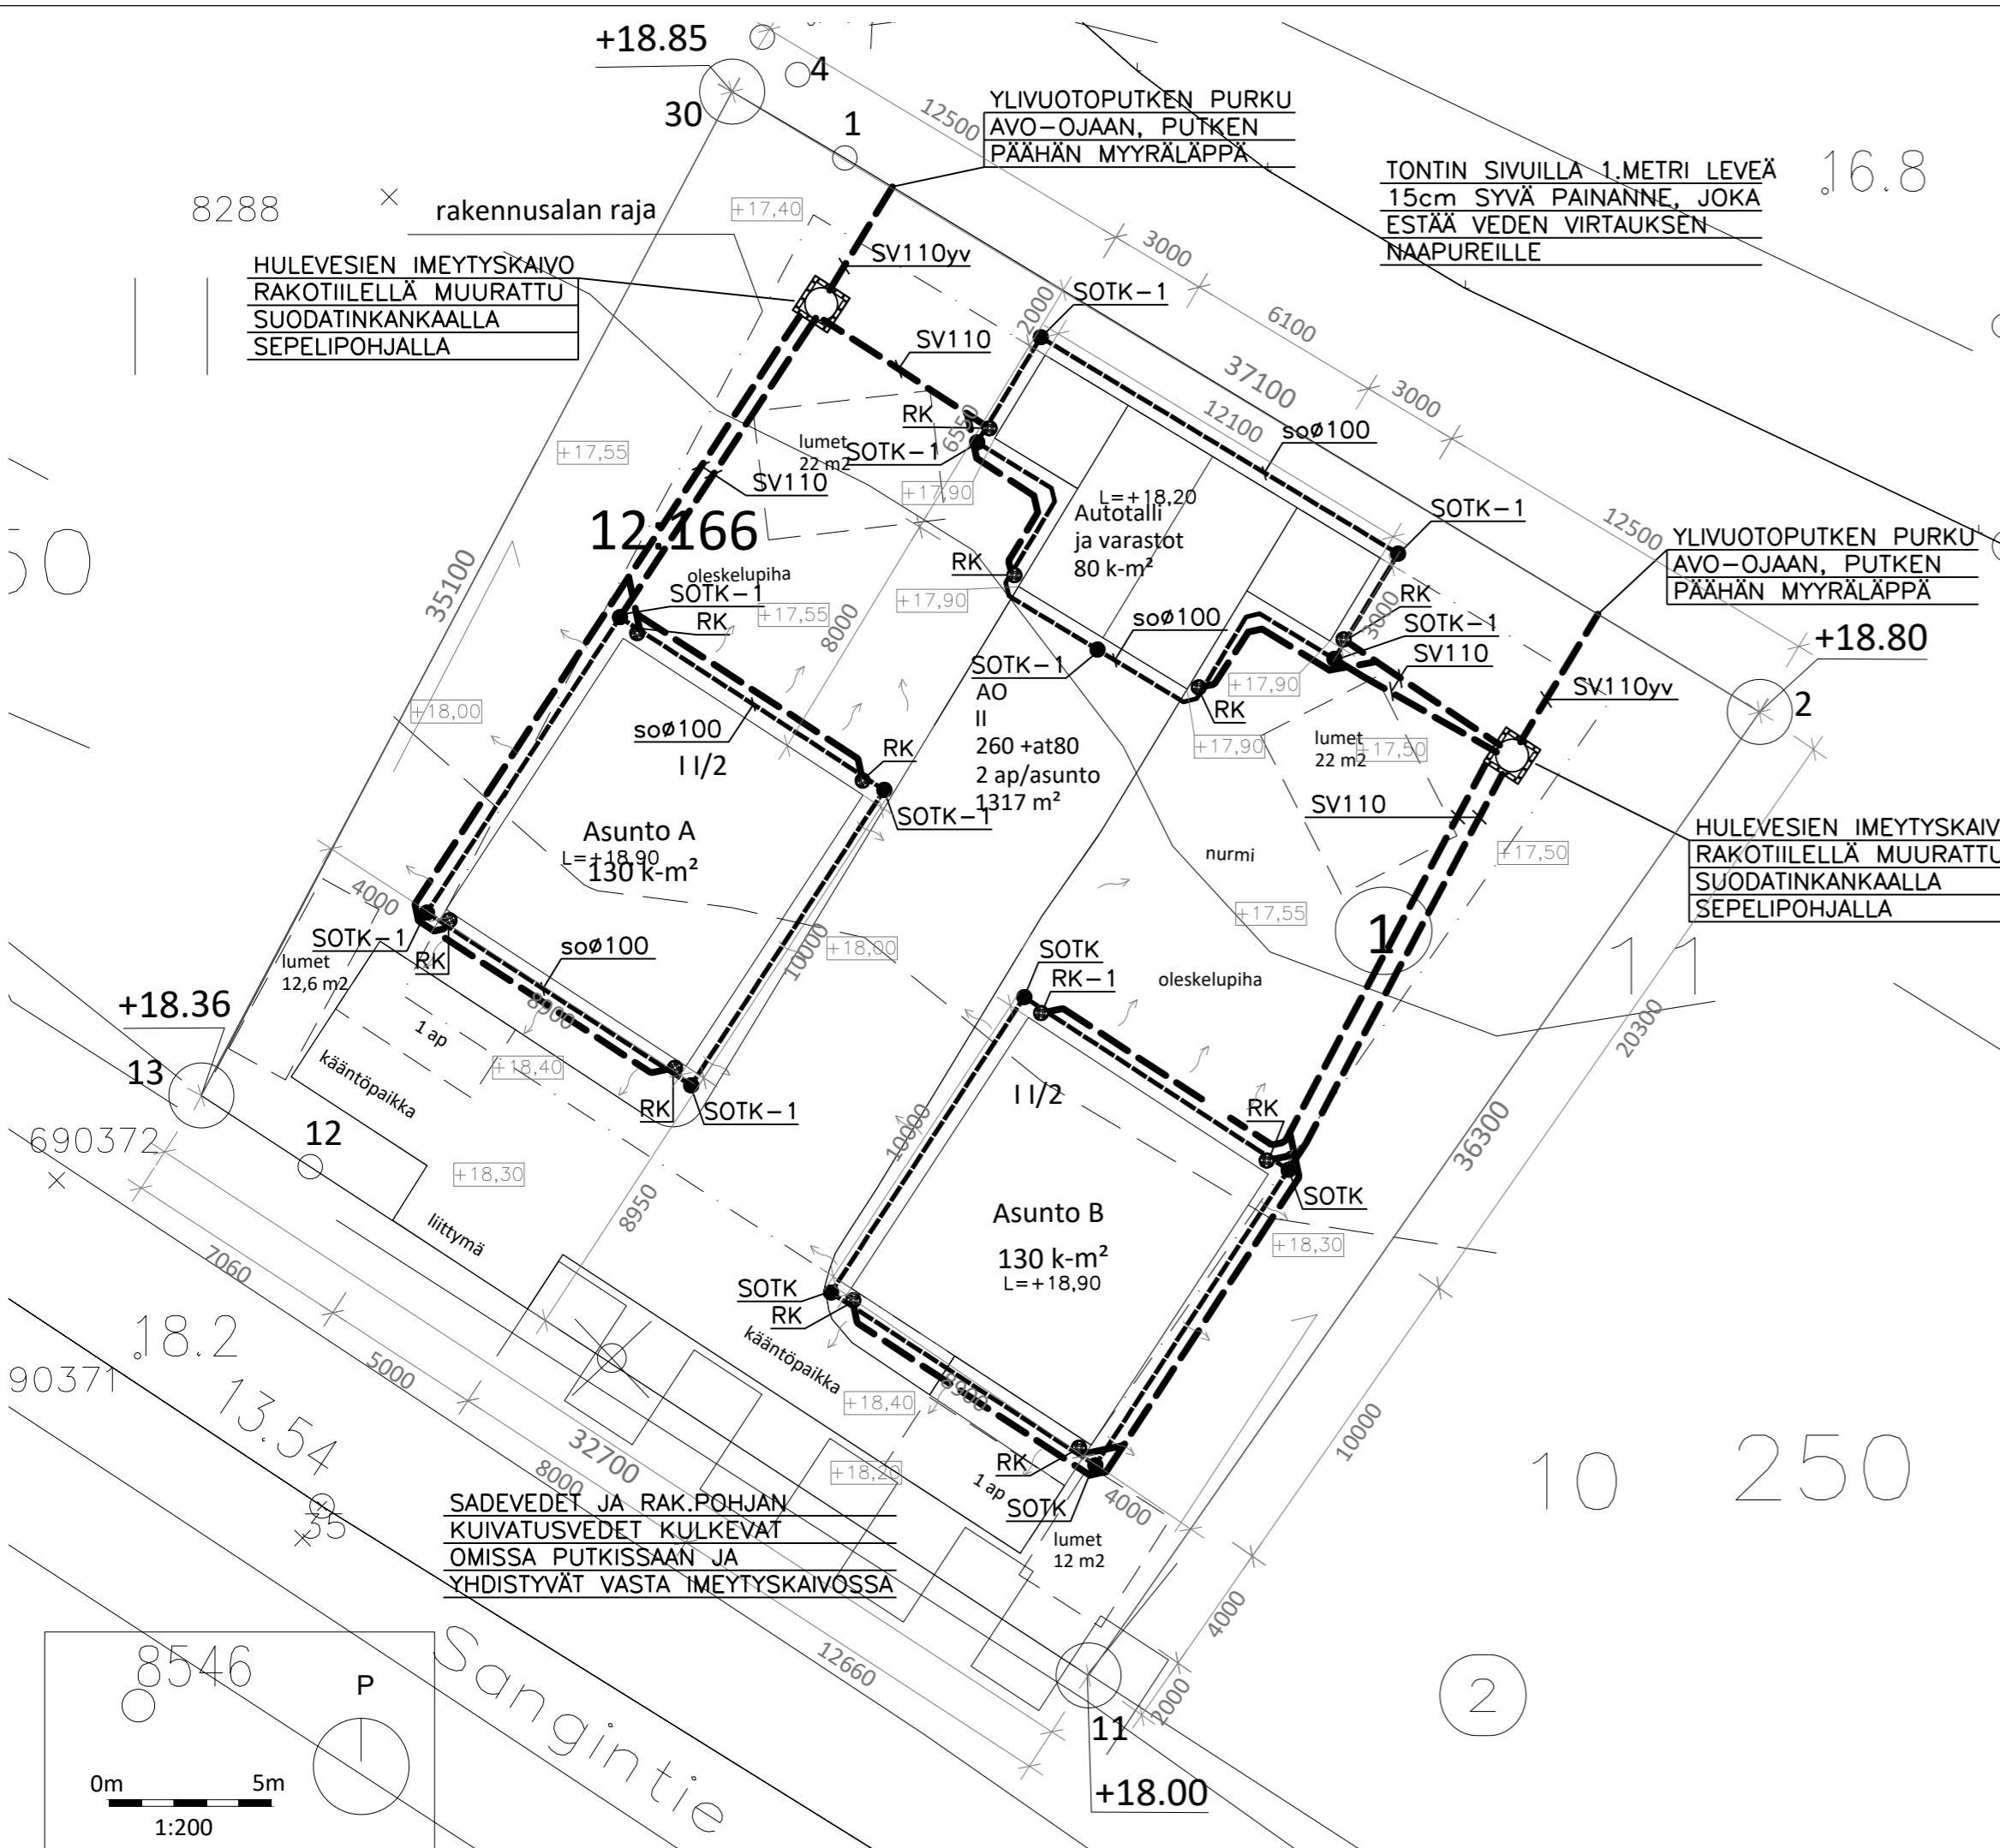 +18.85
4
30
1
12500
YLIVUOTOPUTKEN PURKU
AVO-OJAAN, PUTKEN
PÄÄHÄN MYYRÄLÄPPÄ
TONTIN SIVUILLA 1.METRI LEVEÄ
15cm SYVÄ PAINANNE, JOKA
ESTÄÄ VEDEN VIRTAUKSEN
NAAPUREILLE
16.8
8288
rakennusalan raja
+17,40
HULEVESIEN IMEYTYSKAIVO
RAKOTIILELLÄ MUURATTU
SUODATINKANKAALLA
SEPELIPOHJALLA
SV110yv
3000
2000
SOTK-1
6100
SV110
37100
3000
12100
RK
6550
soø100
lumet
22 m2
SOTK-1
+17,55
SV110
+17,90
L=+18,20
Autotalli
ja varastot
80 k-m²
SOTK-1
12500
12.166
YLIVUOTOPUTKEN PURKU
AVO-OJAAN, PUTKEN
PÄÄHÄN MYYRÄLÄPPÄ
50
35100
oleskelupiha
SOTK-1
RK
+17,55
RK
+17,90
8000
soø100
RK
3000
SOTK-1
SV110
+18.80
SOTK-1
AO
II
260 +at80
2 ap/asunto
1317 m²
+17,90
RK
SV110yv
2
+18,00
soø100
I I/2
RK
+17,90
lumet
22 m2
+17,50
SOTK-1
SV110
Asunto A
L=+18,90
130 k-m²
nurmi
+17,50
HULEVESIEN IMEYTYSKAIV
RAKOTIILELLÄ MUURATTU
SUODATINKANKAALLA
SEPELIPOHJALLA
4000
+17,55
1
SOTK-1
RK
soø100
10000
+18,00
lumet
12,6 m2
SOTK
RK-1
oleskelupiha
11
+18.36
8900
1 ap
20300
13
kääntöpaikka
+18,40
RK
SOTK-1
I I/2
RK
10000
36300
690372
12
+18,30
8950
SOTK
liittymä
Asunto B
130 k-m²
L=+18,90
+18,30
7060
SOTK
RK
18.2
kääntöpaikka
5000
90371
8900
+18,40
13.54
10000
32700
8000
+18,20
RK
1 ap
SOTK
4000
10
250
35
SADEVEDET JA RAK.POHJAN
KUIVATUSVEDET KULKEVAT
OMISSA PUTKISSAAN JA
YHDISTYVÄT VASTA IMEYTYSKAIVOSSA
lumet
12 m2
4000
8546
P
Sangintie
12660
2000
2
11
0m
5m
1:200
+18.00